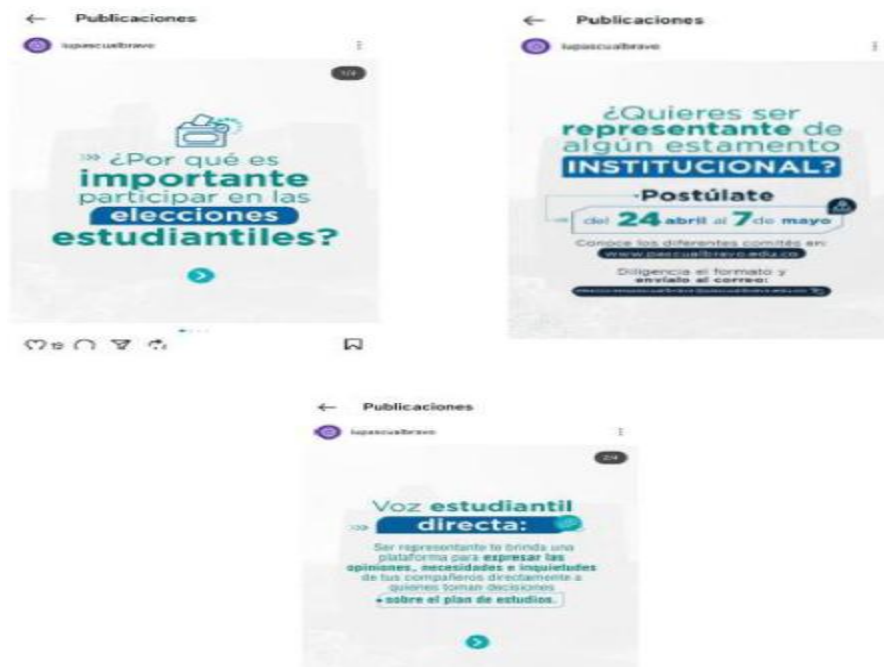 ← Publicaciones
iupascualbravo
1/4
>>> ¿Por qué es
importante
participar en las
elecciones
estudiantiles?
← Publicaciones
iupascualbravo
¿Quieres ser
representante de
algún estamento
INSTITUCIONAL?
Postúlate
del 24 abril al 7 de mayo
Conoce los diferentes comités en:
www.pascualbravo.edu.co
Diligencia el formato y
envíalo al correo:
← Publicaciones
iupascualbravo
2/4
Voz estudiantil
>>> directa:
Ser representante te brinda una
plataforma para expresar las
opiniones, necesidades e inquietudes
de tus compañeros directamente a
quienes toman decisiones
sobre el plan de estudios.